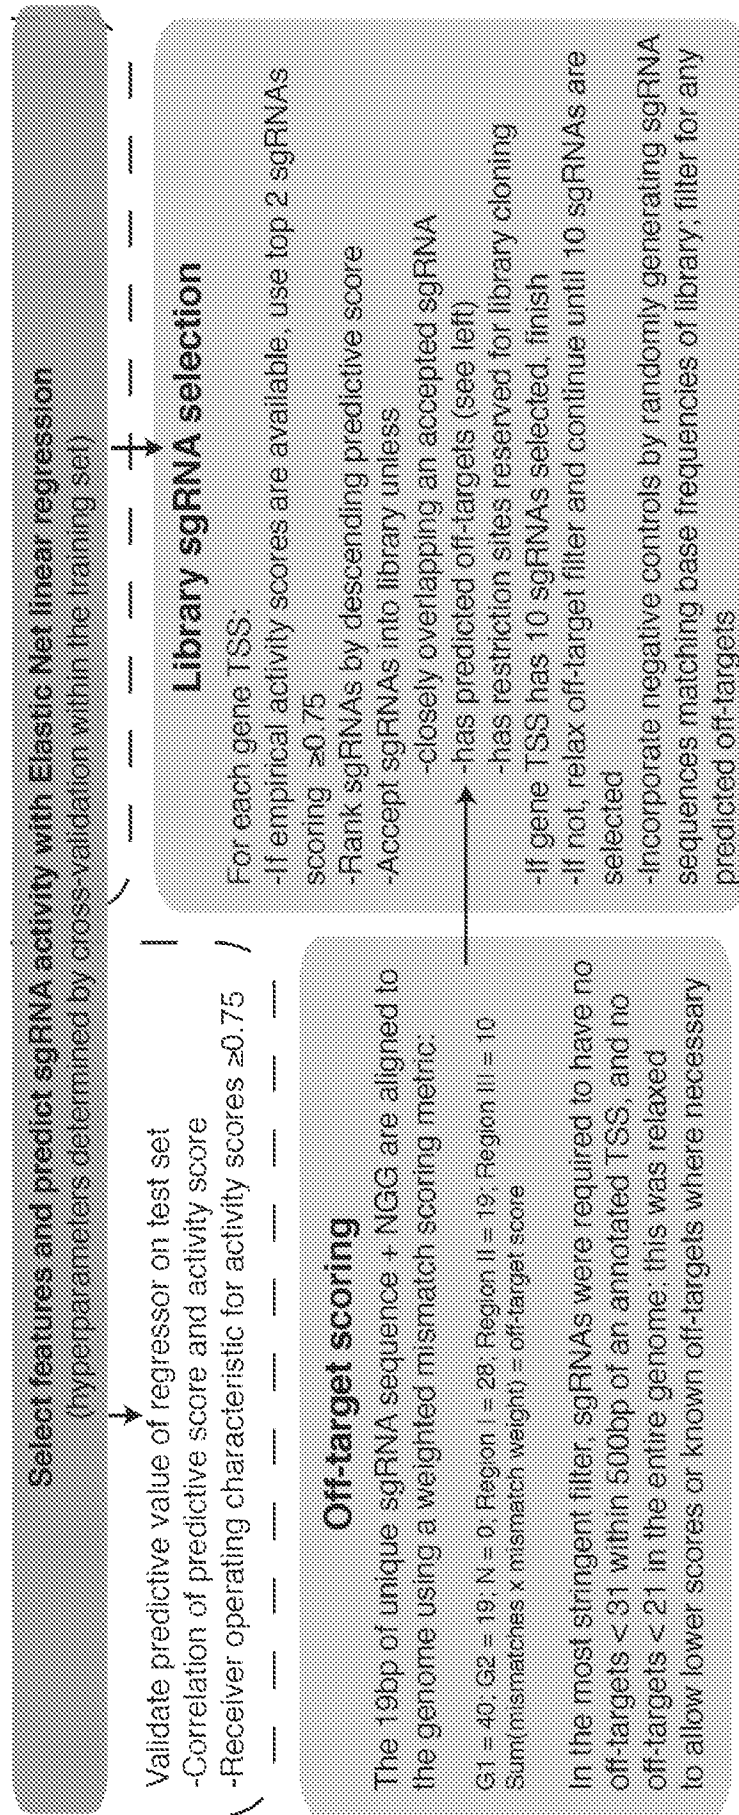 Select features and predict sgRNA activity with Elastic Net linear regression
(hyperparameters determined by cross-validation within the training set)
Validate predictive value of regressor on test set
-Correlation of predictive score and activity score
-Receiver operating characteristic for activity scores ≥0.75
Off-target scoring
The 19bp of unique sgRNA sequence + NGG are aligned to
the genome using a weighted mismatch scoring metric:
G1 = 40, G2 = 19, N = 0; Region I = 28, Region II = 19, Region III = 10
Sum(mismatches x mismatch weight) = off-target score
In the most stringent filter, sgRNAs were required to have no
off-targets < 31 within 500bp of an annotated TSS, and no
off-targets < 21 in the entire genome; this was relaxed
to allow lower scores or known off-targets where necessary
Library sgRNA selection
For each gene TSS:
-If empirical activity scores are available, use top 2 sgRNAs
scoring ≥0.75
-Rank sgRNAs by descending predictive score
-Accept sgRNAs into library unless
-closely overlapping an accepted sgRNA
-has predicted off-targets (see left)
-has restriction sites reserved for library cloning
-If gene TSS has 10 sgRNAs selected, finish
-If not, relax off-target filter and continue until 10 sgRNAs are
selected
-Incorporate negative controls by randomly generating sgRNA
sequences matching base frequencies of library; filter for any
predicted off-targets